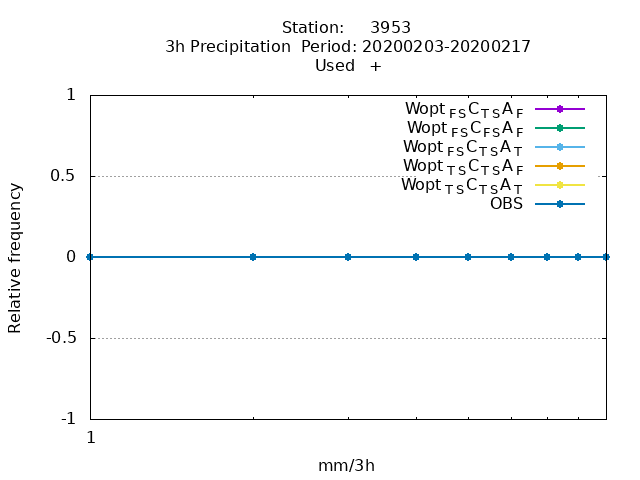 Station: 3953
3h Precipitation Period: 20200203-20200217
Used +
1
0.5
0
-0.5
-1
Relative frequency
Wopt FS C TS A F
Wopt FS C FS A F
Wopt FS C TS A T
Wopt TS C TS A F
Wopt TS C TS A T
OBS
1
mm/3h